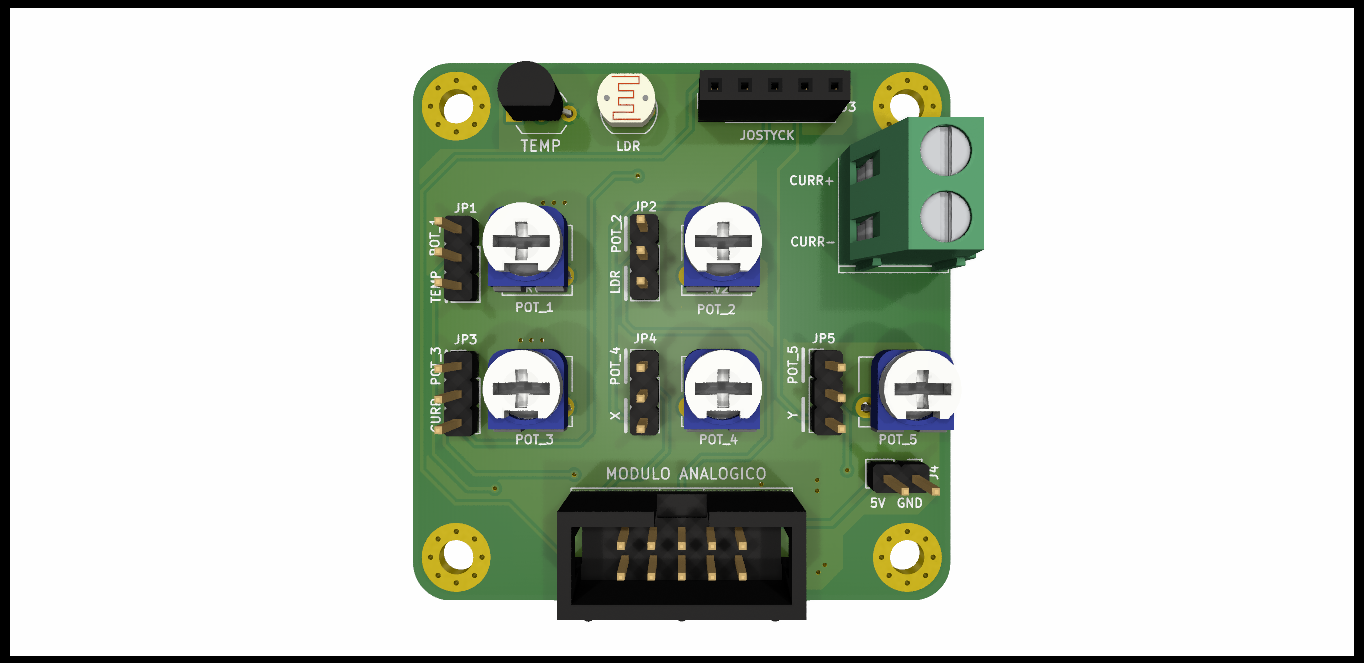 TEMP
LDR
JOSTYCK
CURR+
CURR-
JP1
POT_1
TEMP
POT_1
JP2
POT_2
LDR
POT_2
JP3
POT_3
CURR
POT_3
JP4
POT_4
X
POT_4
JP5
POT_5
Y
POT_5
J4
5V GND
MODULO ANALOGICO